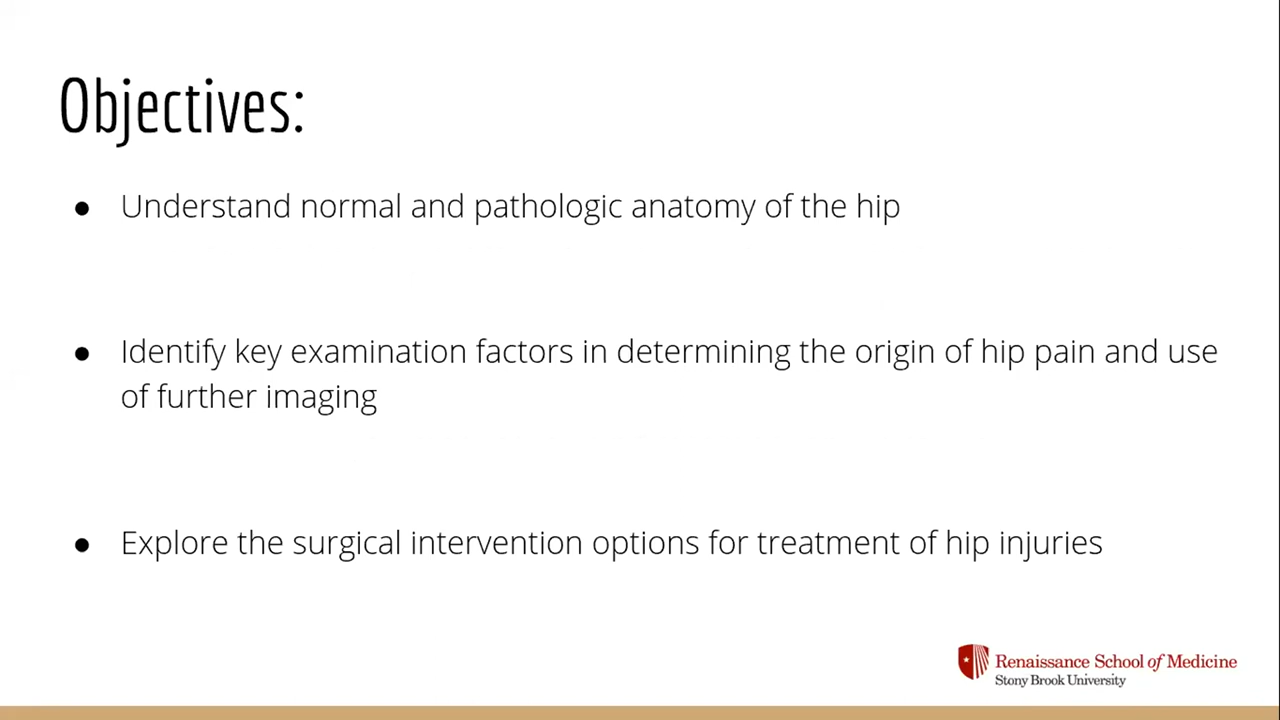 Objectives:
● Understand normal and pathologic anatomy of the hip
● Identify key examination factors in determining the origin of hip pain and use
of further imaging
● Explore the surgical intervention options for treatment of hip injuries
Renaissance School of Medicine
Stony Brook University